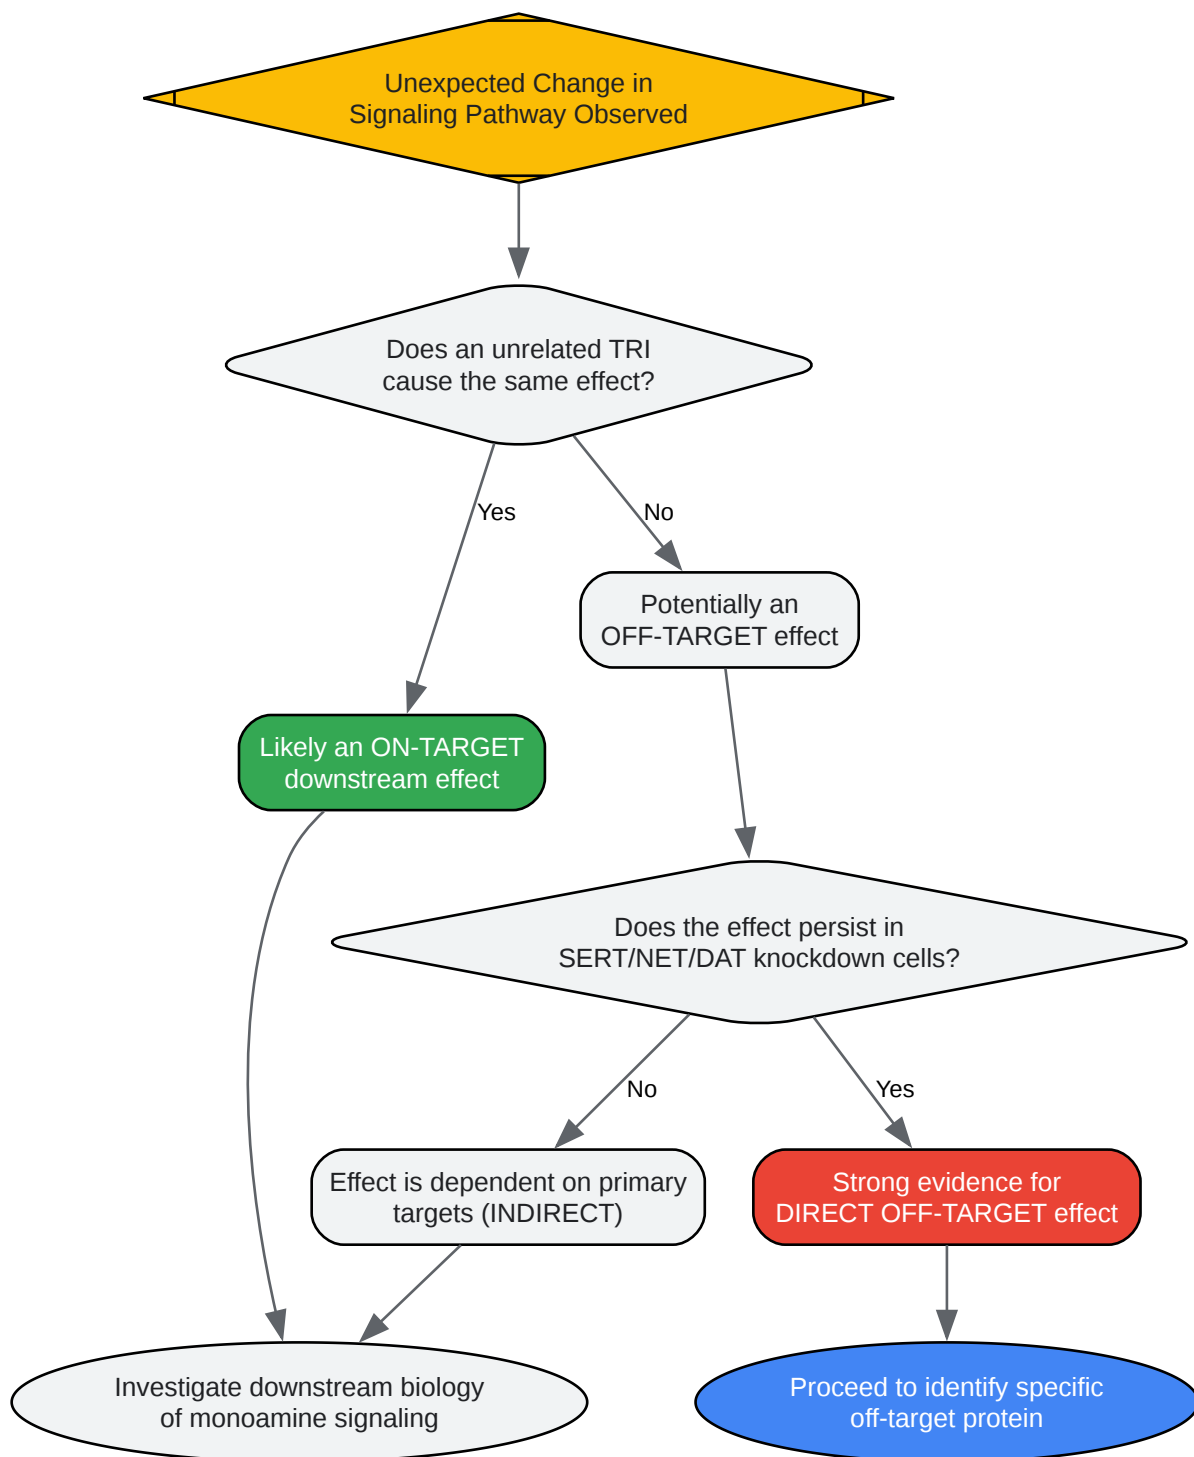 Unexpected Change in
Signaling Pathway Observed
Does an unrelated TRI
cause the same effect?
Yes
No
Potentially an
OFF-TARGET effect
Likely an ON-TARGET
downstream effect
Does the effect persist in
SERT/NET/DAT knockdown cells?
No
Yes
Effect is dependent on primary
targets (INDIRECT)
Strong evidence for
DIRECT OFF-TARGET effect
Investigate downstream biology
of monoamine signaling
Proceed to identify specific
off-target protein